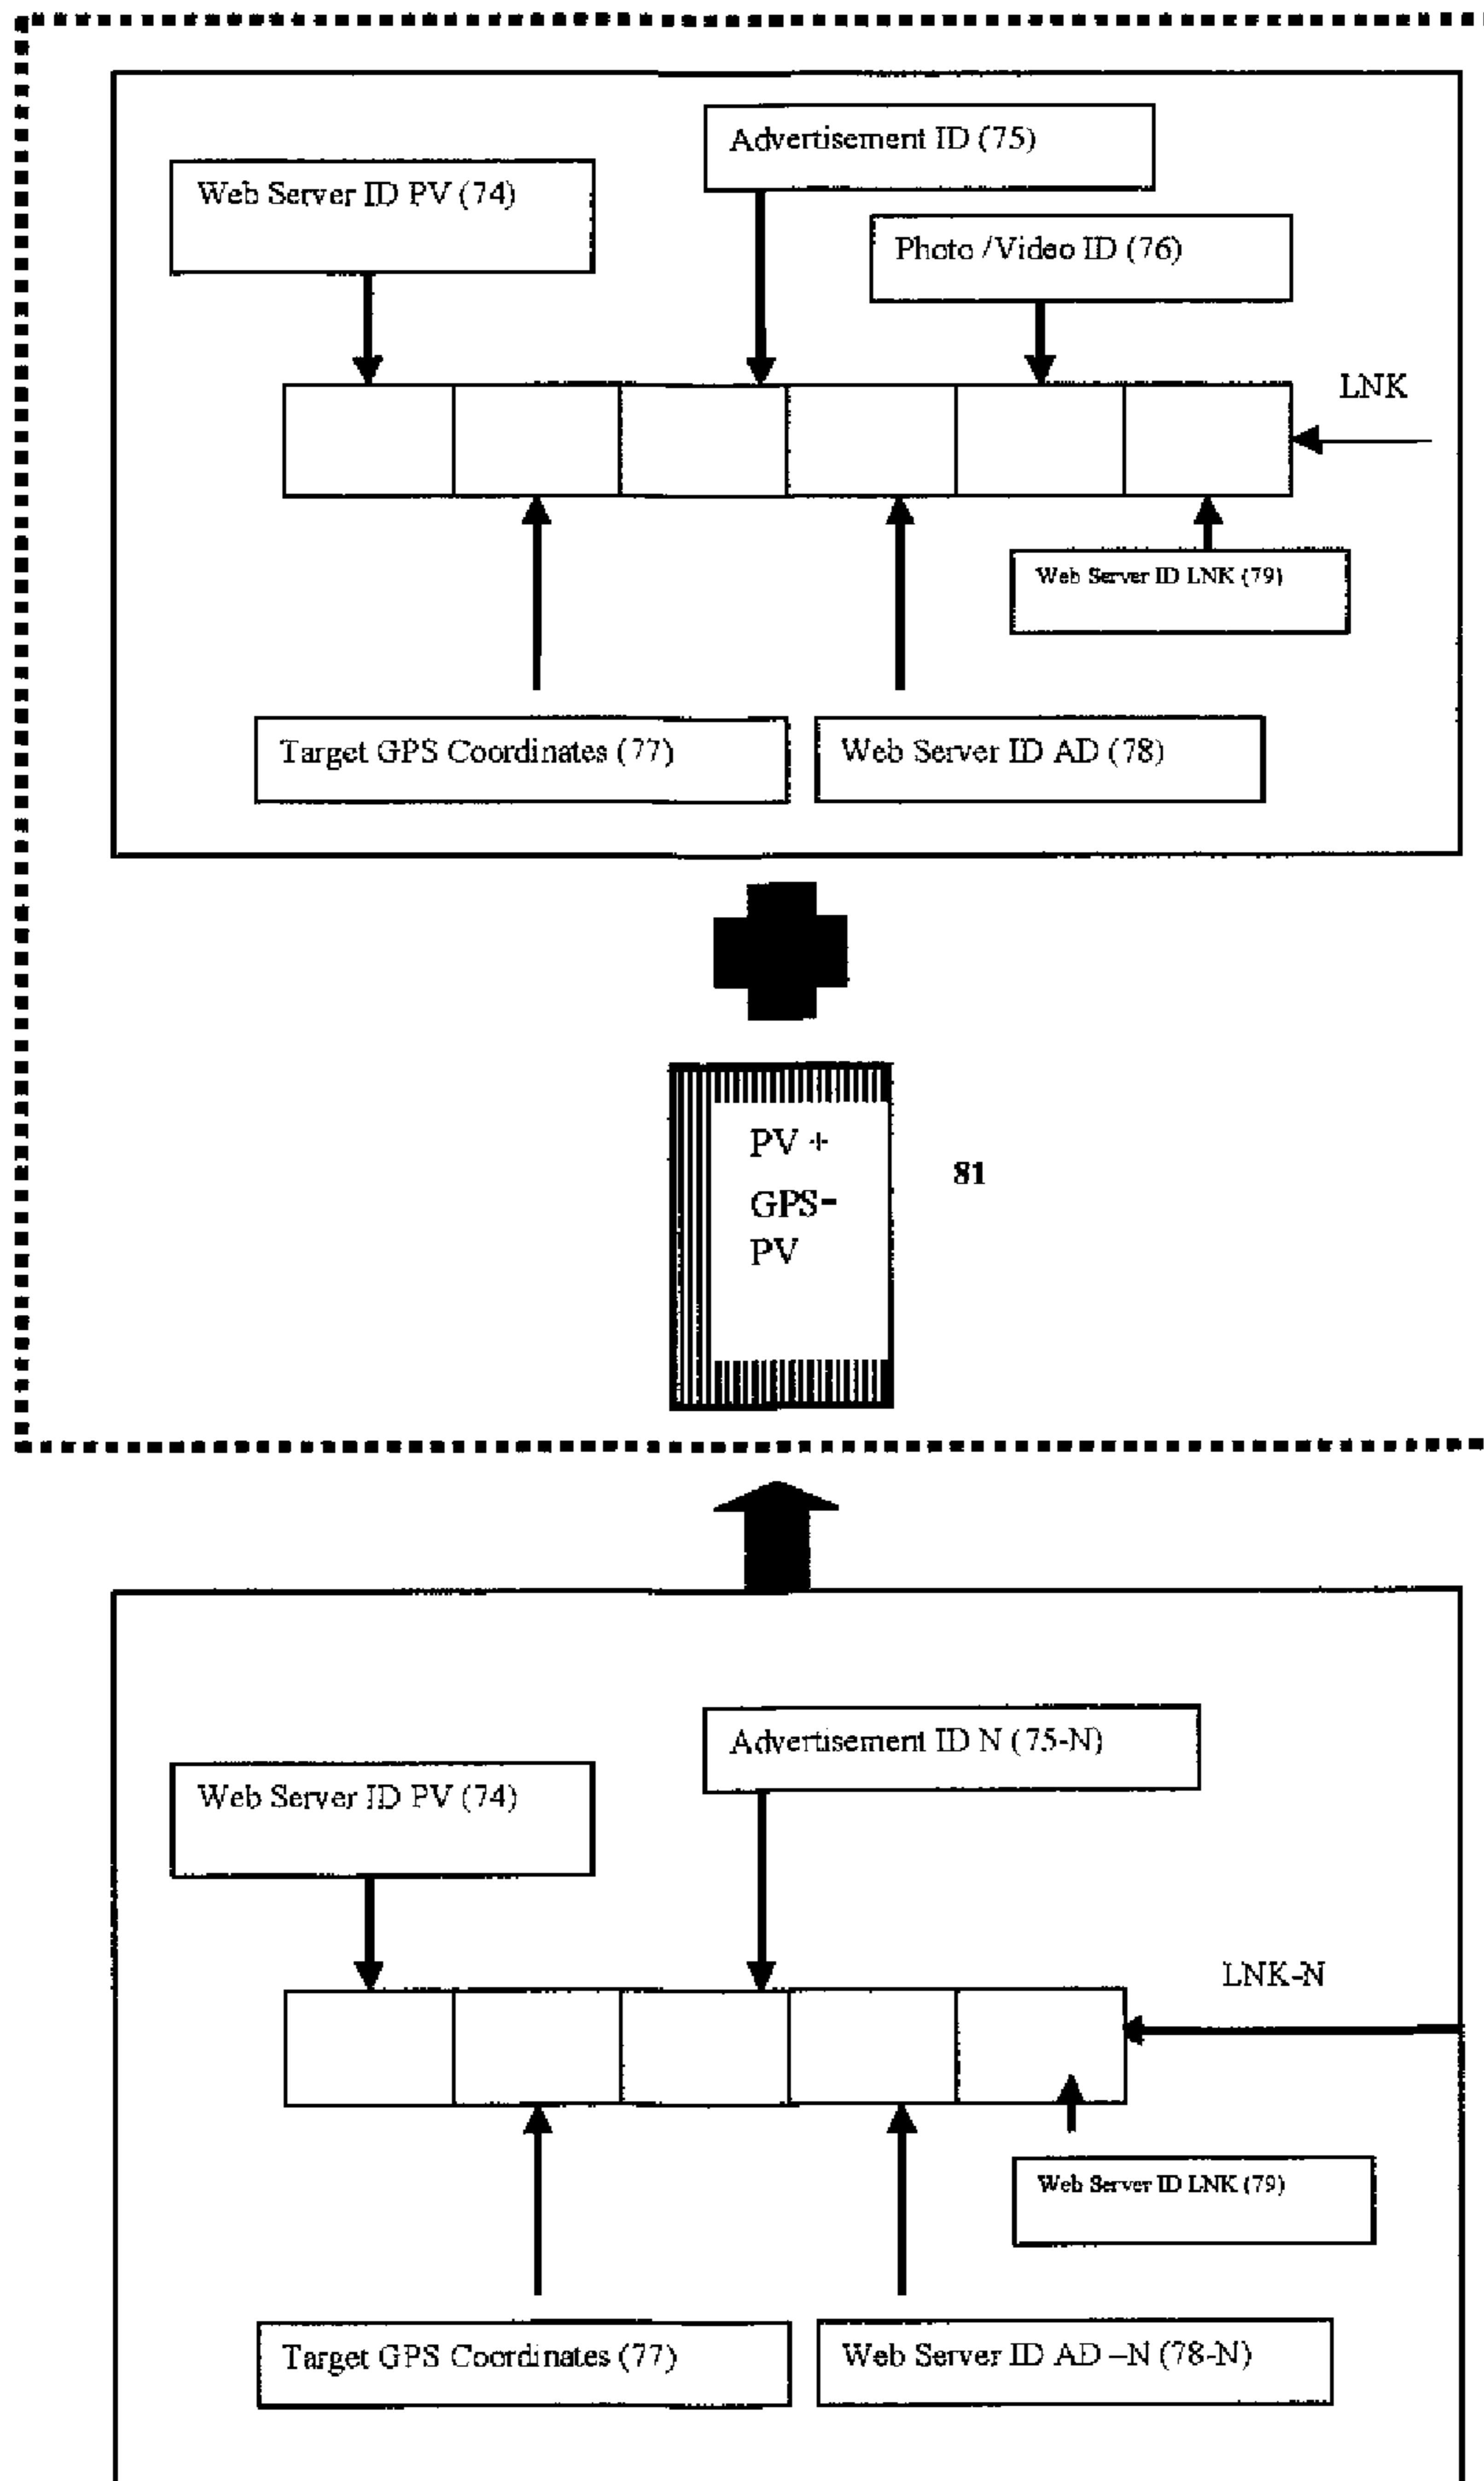 Advertisement ID (75)
Web Server ID PV (74)
Photo /Video ID (76)
LNK
Web Server ID LNK (79)
Target GPS Coordinates (77)
Web Server ID AD (78)
PV +
GPS-
PV
81
Advertisement ID N (75-N)
Web Server ID PV (74)
LNK-N
Web Server ID LNK (79)
Target GPS Coordinates (77)
Web Server ID AD –N (78-N)